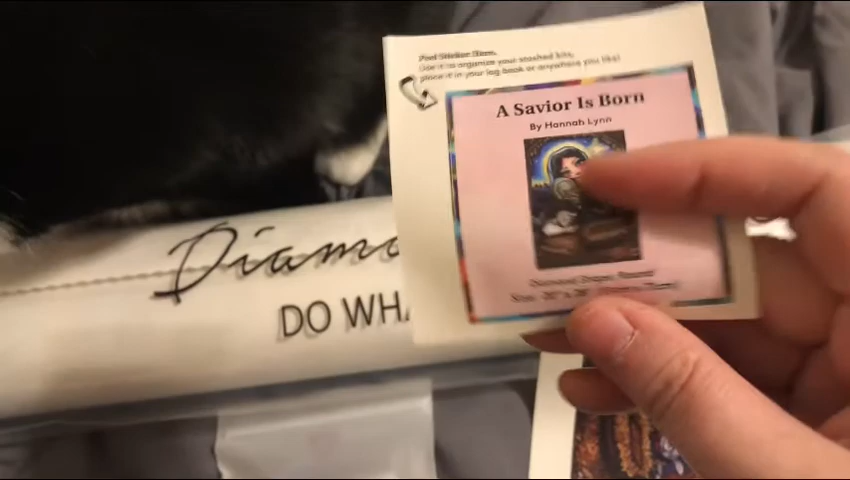 Peel Sticker Here.
Use it to organize your stashed kits,
place it in your log book or anywhere you like!
A Savior Is Born
By Hannah Lynn
Diamo
DO WHA
Size: